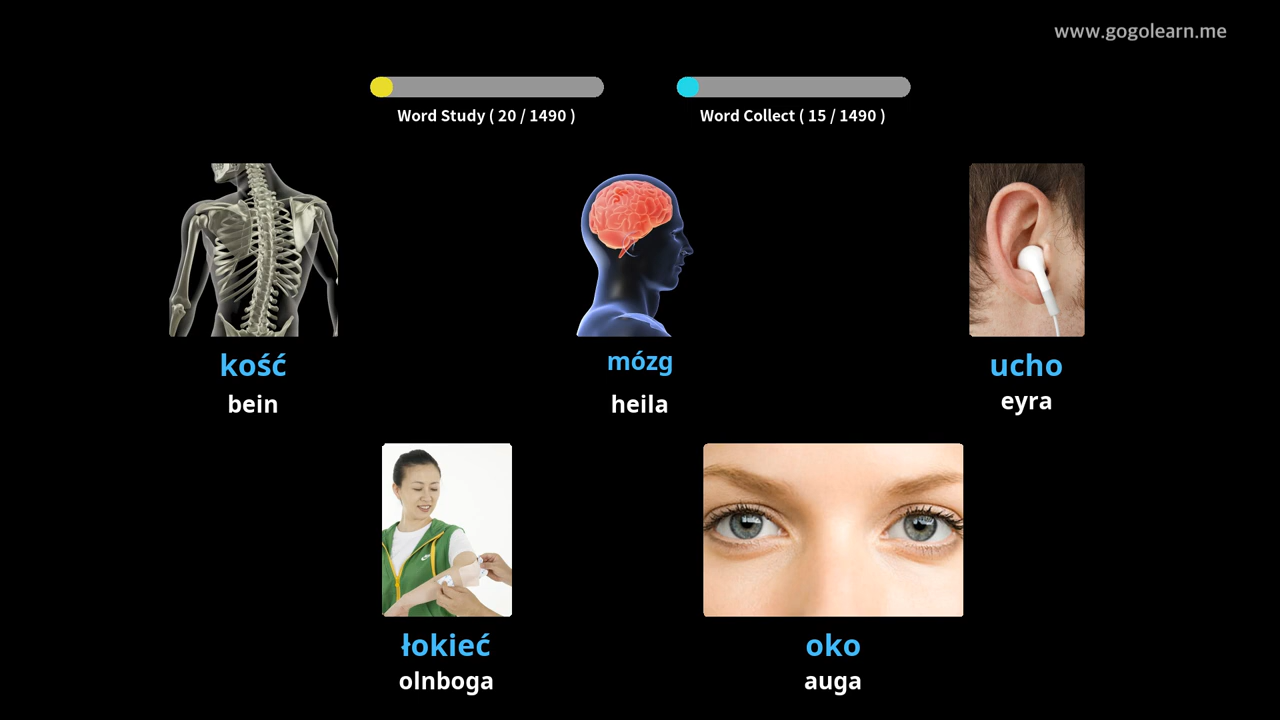 www.gogolearn.me
Word Study ( 20 / 1490 )
Word Collect ( 15 / 1490 )
kość
bein
mózg
heila
ucho
eyra
łokieć
olnboga
oko
auga